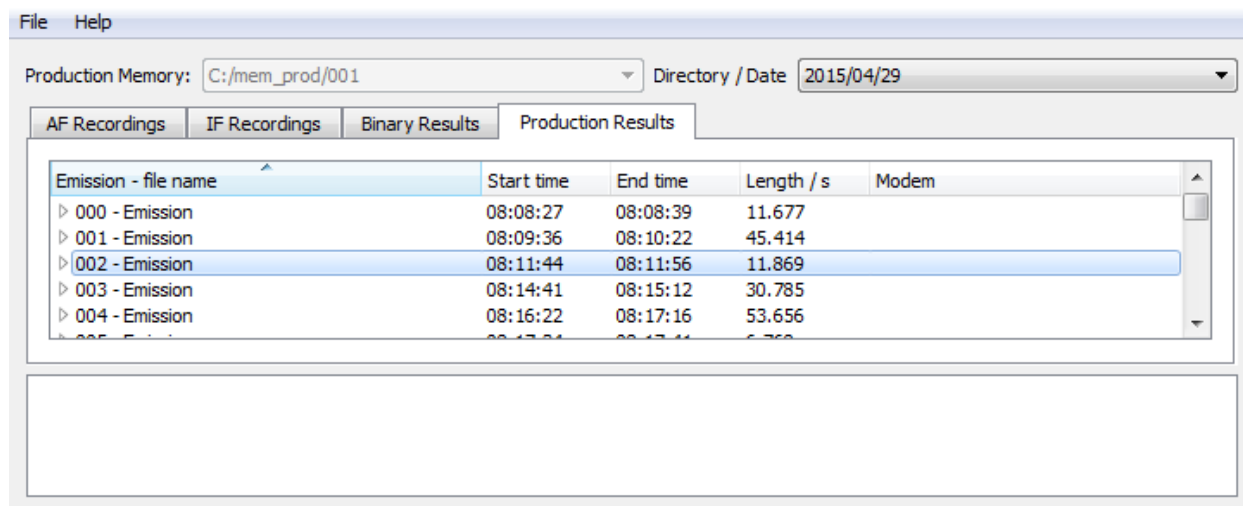 File Help
Production Memory: C:/mem_prod/001 Directory / Date 2015/04/29
AF Recordings IF Recordings Binary Results Production Results
Emission - file name Start time End time Length / s Modem
000 - Emission 08:08:27 08:08:39 11.677
001 - Emission 08:09:36 08:10:22 45.414
002 - Emission 08:11:44 08:11:56 11.869
003 - Emission 08:14:41 08:15:12 30.785
004 - Emission 08:16:22 08:17:16 53.656